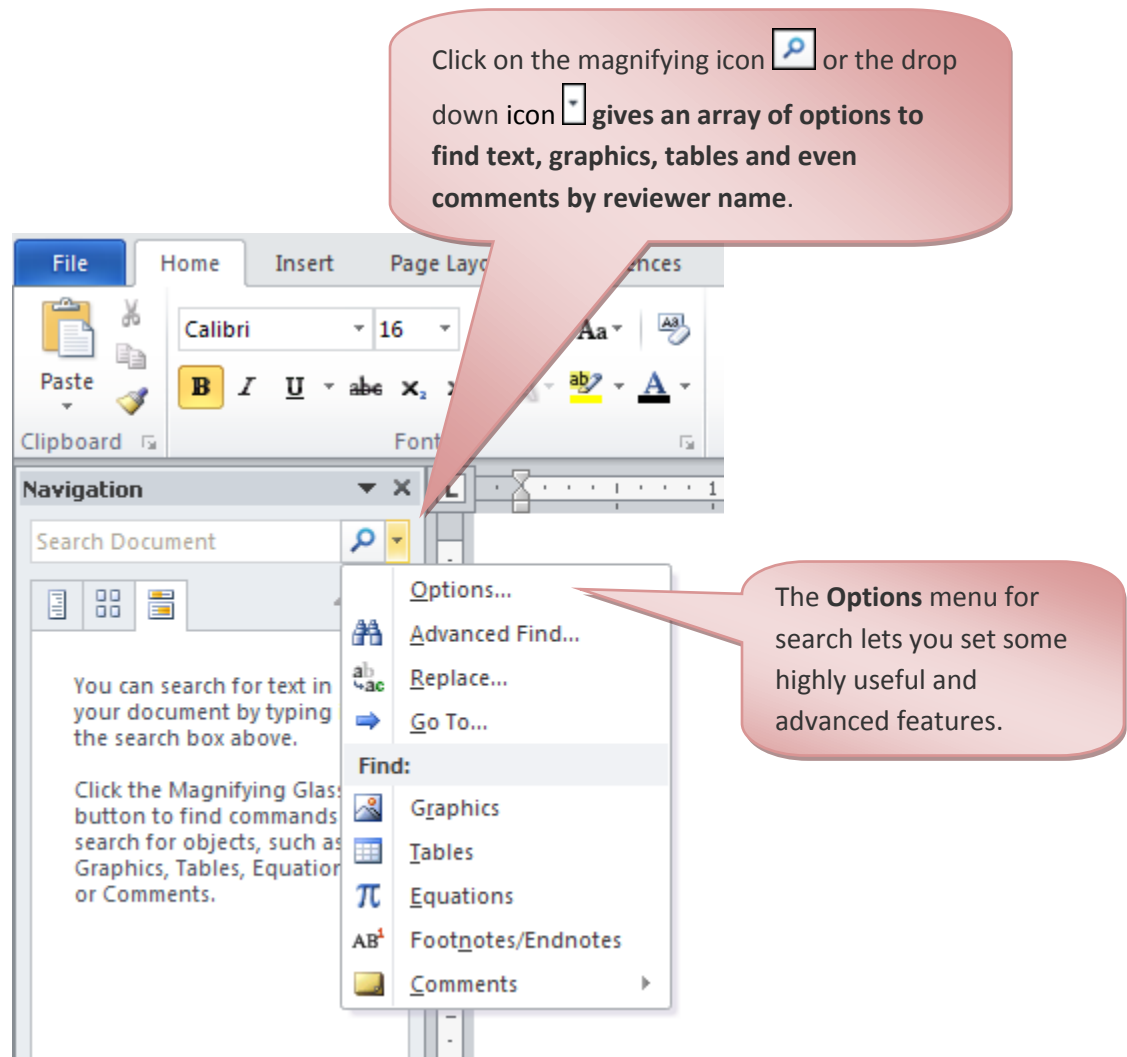 Click on the magnifying icon or the drop
down icon gives an array of options to
find text, graphics, tables and even
comments by reviewer name.
File Home Insert Page Layo ences
Calibri 16 Aa
Paste
B I U abc x₂ ab A
Clipboard Font
Navigation
L 1
Search Document
Options...
Advanced Find...
Replace...
Go To...
Find:
Graphics
Tables
Equations
AB¹ Footnotes/Endnotes
Comments
You can search for text in
your document by typing
the search box above.
Click the Magnifying Glass
button to find commands
search for objects, such as
Graphics, Tables, Equation
or Comments.
The Options menu for
search lets you set some
highly useful and
advanced features.